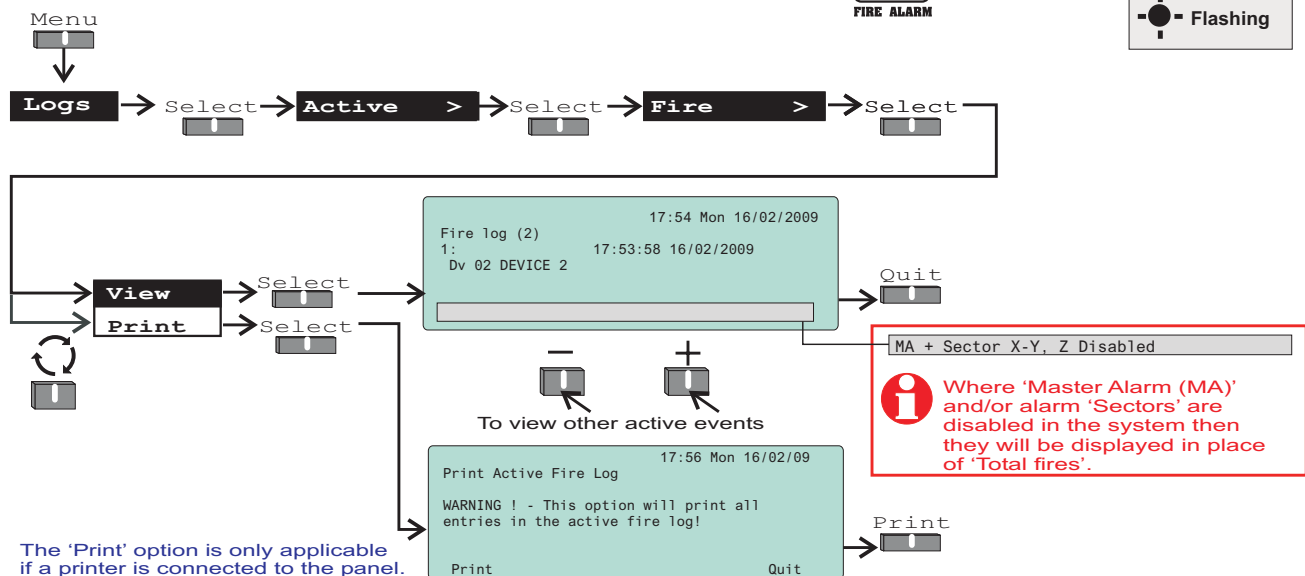 FIRE ALARM
Flashing
Menu
Logs Select Active > Select Fire > Select
17:54 Mon 16/02/2009
Fire log (2)
1: 17:53:58 16/02/2009
Dv 02 DEVICE 2
View Select
Print Select
Quit
MA + Sector X-Y, Z Disabled
Where 'Master Alarm (MA)'
and/or alarm 'Sectors' are
disabled in the system then
they will be displayed in place
of 'Total fires'.
– +
To view other active events
17:56 Mon 16/02/09
Print Active Fire Log
WARNING ! - This option will print all
entries in the active fire log!
Print Quit
Print
The 'Print' option is only applicable
if a printer is connected to the panel.